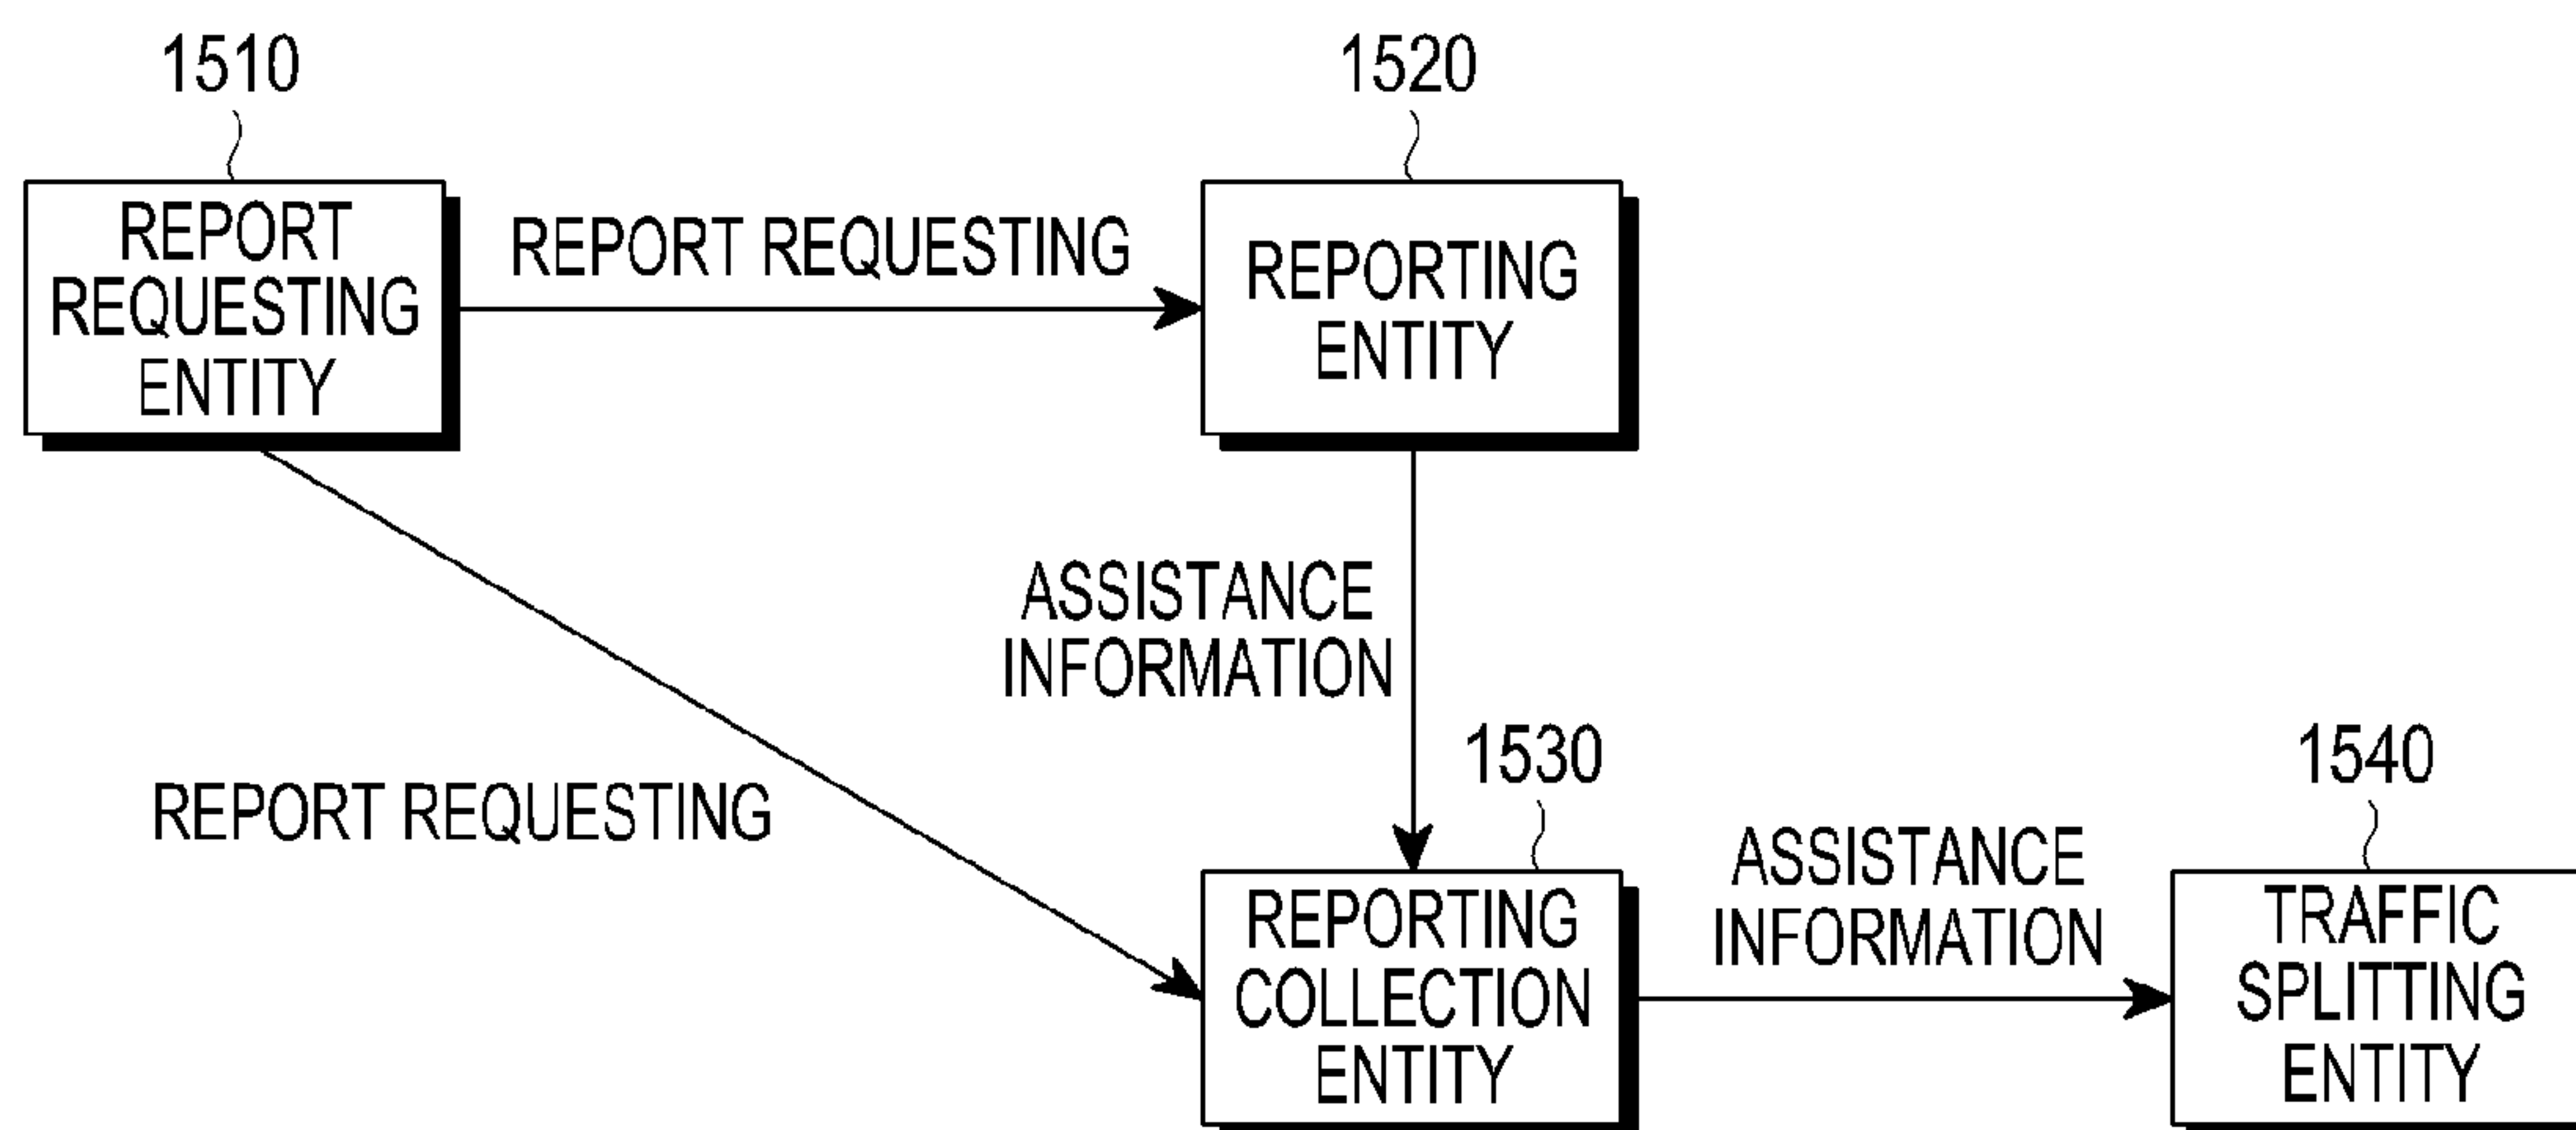 1510
1520
REPORT
REQUESTING
ENTITY
REPORT REQUESTING
REPORTING
ENTITY
ASSISTANCE
INFORMATION
REPORT REQUESTING
1530
1540
REPORTING
COLLECTION
ENTITY
ASSISTANCE
INFORMATION
TRAFFIC
SPLITTING
ENTITY